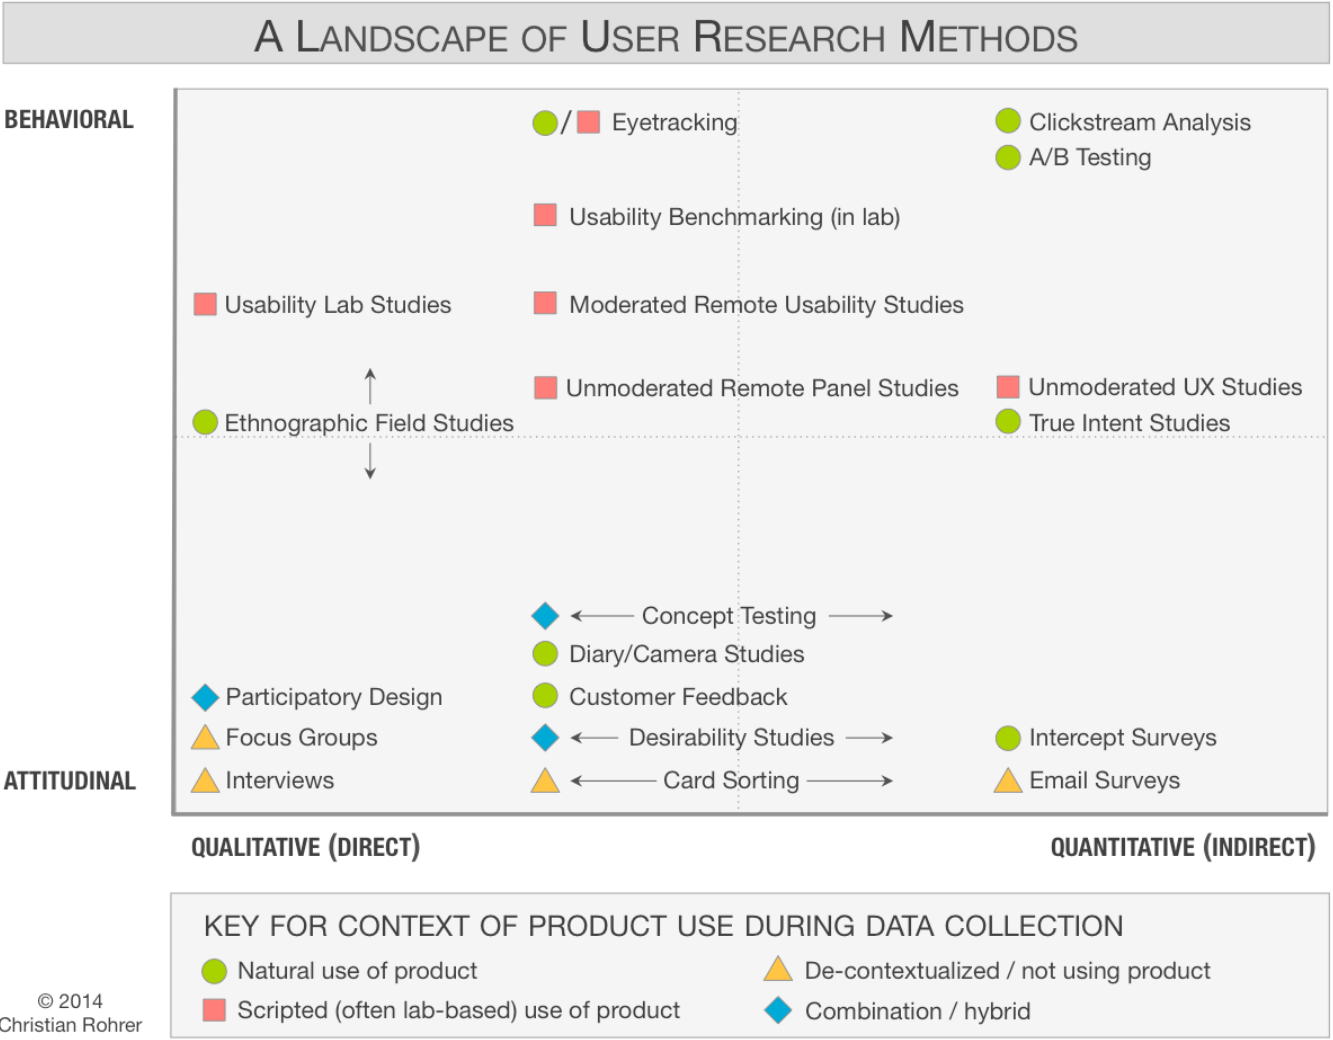 A LANDSCAPE OF USER RESEARCH METHODS
BEHAVIORAL
/ Eyetracking
Clickstream Analysis
A/B Testing
Usability Benchmarking (in lab)
Usability Lab Studies
Moderated Remote Usability Studies
Unmoderated Remote Panel Studies
Unmoderated UX Studies
Ethnographic Field Studies
True Intent Studies
Concept Testing
Diary/Camera Studies
Participatory Design
Customer Feedback
Focus Groups
Desirability Studies
Intercept Surveys
ATTITUDINAL
Interviews
Card Sorting
Email Surveys
QUALITATIVE (DIRECT)
QUANTITATIVE (INDIRECT)
KEY FOR CONTEXT OF PRODUCT USE DURING DATA COLLECTION
Natural use of product
De-contextualized / not using product
Scripted (often lab-based) use of product
Combination / hybrid
© 2014
Christian Rohrer